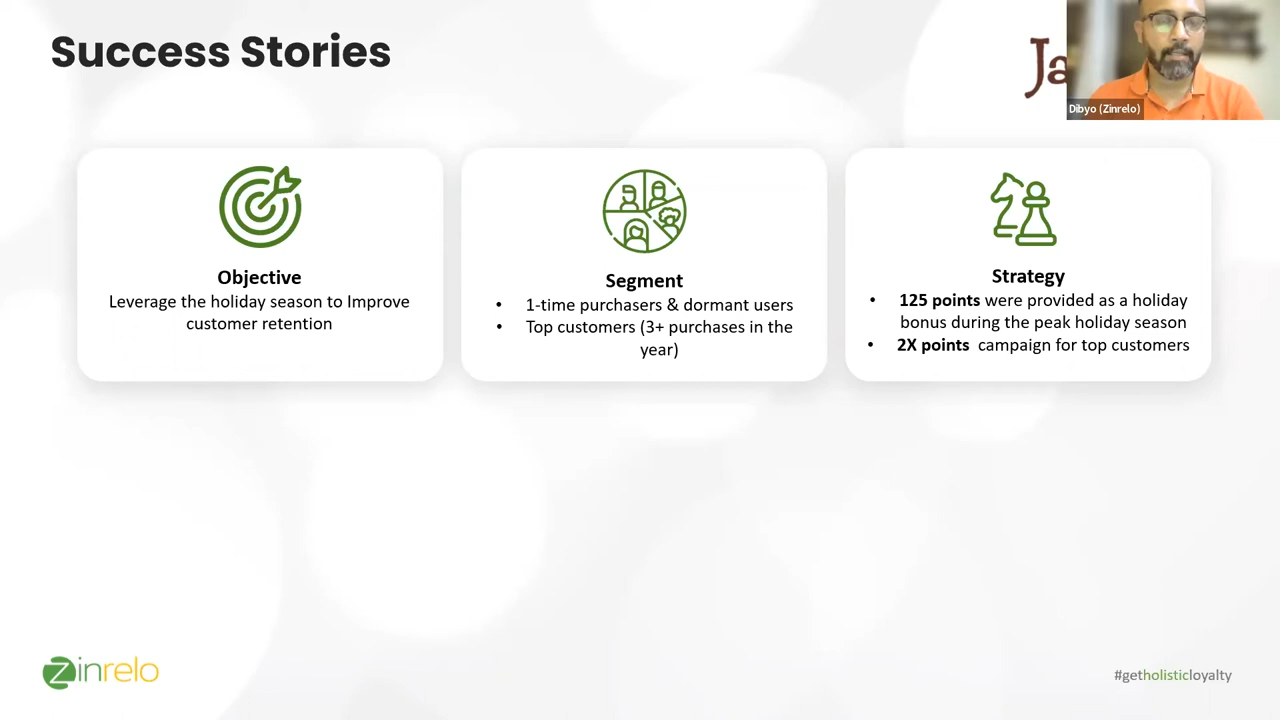 Success Stories
Dibyo (Zinrelo)
Objective
Leverage the holiday season to Improve
customer retention
Segment
• 1-time purchasers & dormant users
• Top customers (3+ purchases in the
year)
Strategy
• 125 points were provided as a holiday
bonus during the peak holiday season
• 2X points campaign for top customers
zinrelo
#getholisticloyalty